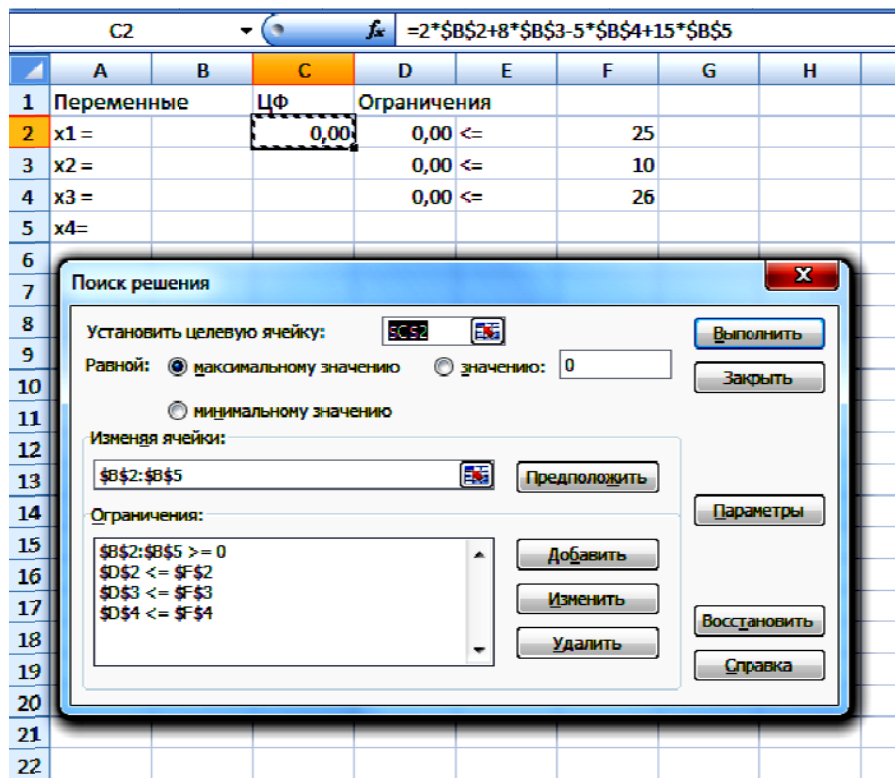 C2 fx =2*$B$2+8*$B$3-5*$B$4+15*$B$5
A B C D E F G H
1 Переменные ЦФ Ограничения
2 x1 = 0,00 0,00 <= 25
3 x2 = 0,00 <= 10
4 x3 = 0,00 <= 26
5 x4=
6
7
8
9
10
11
12
13
14
15
16
17
18
19
20
21
22
Поиск решения
Установить целевую ячейку: $C$2 Выполнить
Равной: максимальному значению значению: 0 Закрыть
минимальному значению
Изменяя ячейки:
$B$2:$B$5 Предположить
Ограничения: Параметры
$B$2:$B$5 >= 0 Добавить
$D$2 <= $F$2
$D$3 <= $F$3 Изменить
$D$4 <= $F$4 Восстановить
Удалить
Справка